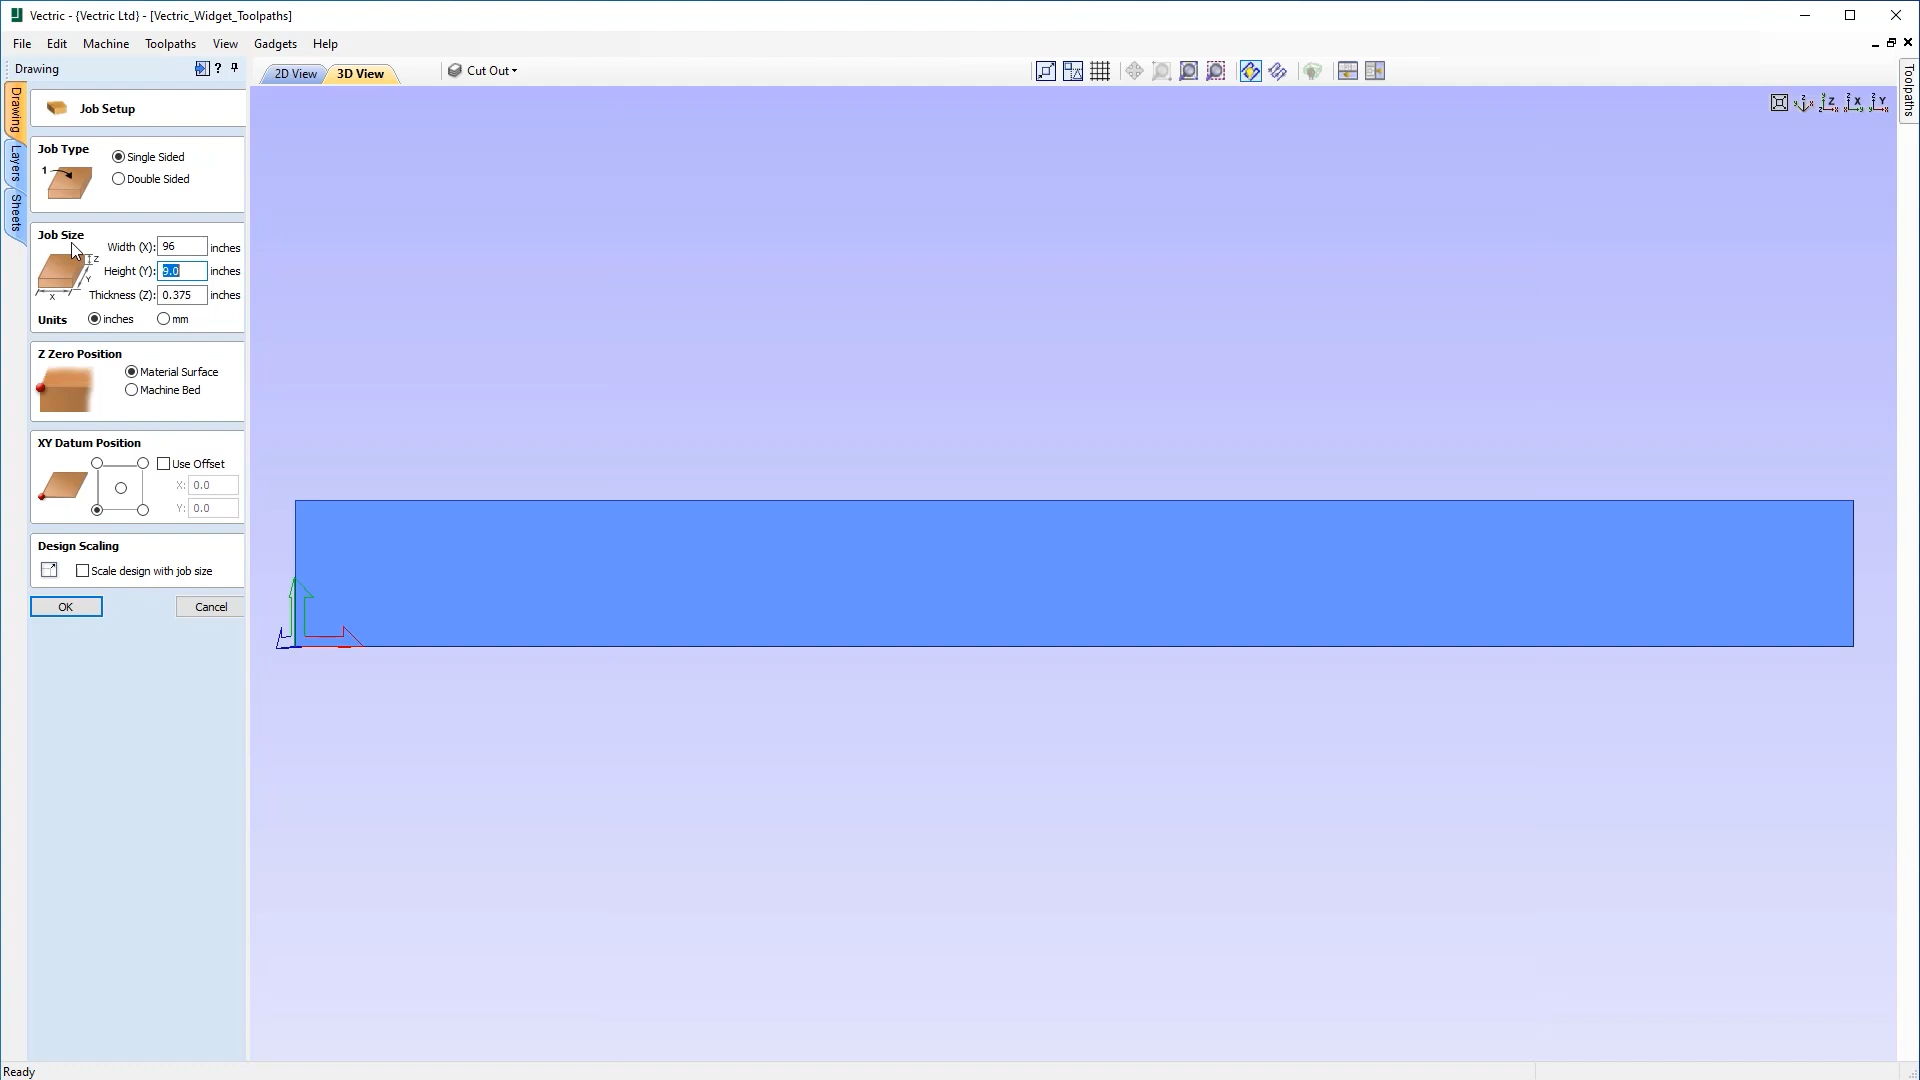 Vectric - {Vectric Ltd} - [Vectric_Widget_Toolpaths]
File Edit Machine Toolpaths View Gadgets Help
Drawing ?
2D View 3D View Cut Out
Toolpaths
Drawing
Layers
Sheets
Job Setup
Job Type
Single Sided
Double Sided
1
Job Size
Width (X): 96 inches
Height (Y): 9.0 inches
Thickness (Z): 0.375 inches
Z
Y
X
Units inches mm
Z Zero Position
Material Surface
Machine Bed
XY Datum Position
Use Offset
X: 0.0
Y: 0.0
Design Scaling
Scale design with job size
OK Cancel
Ready